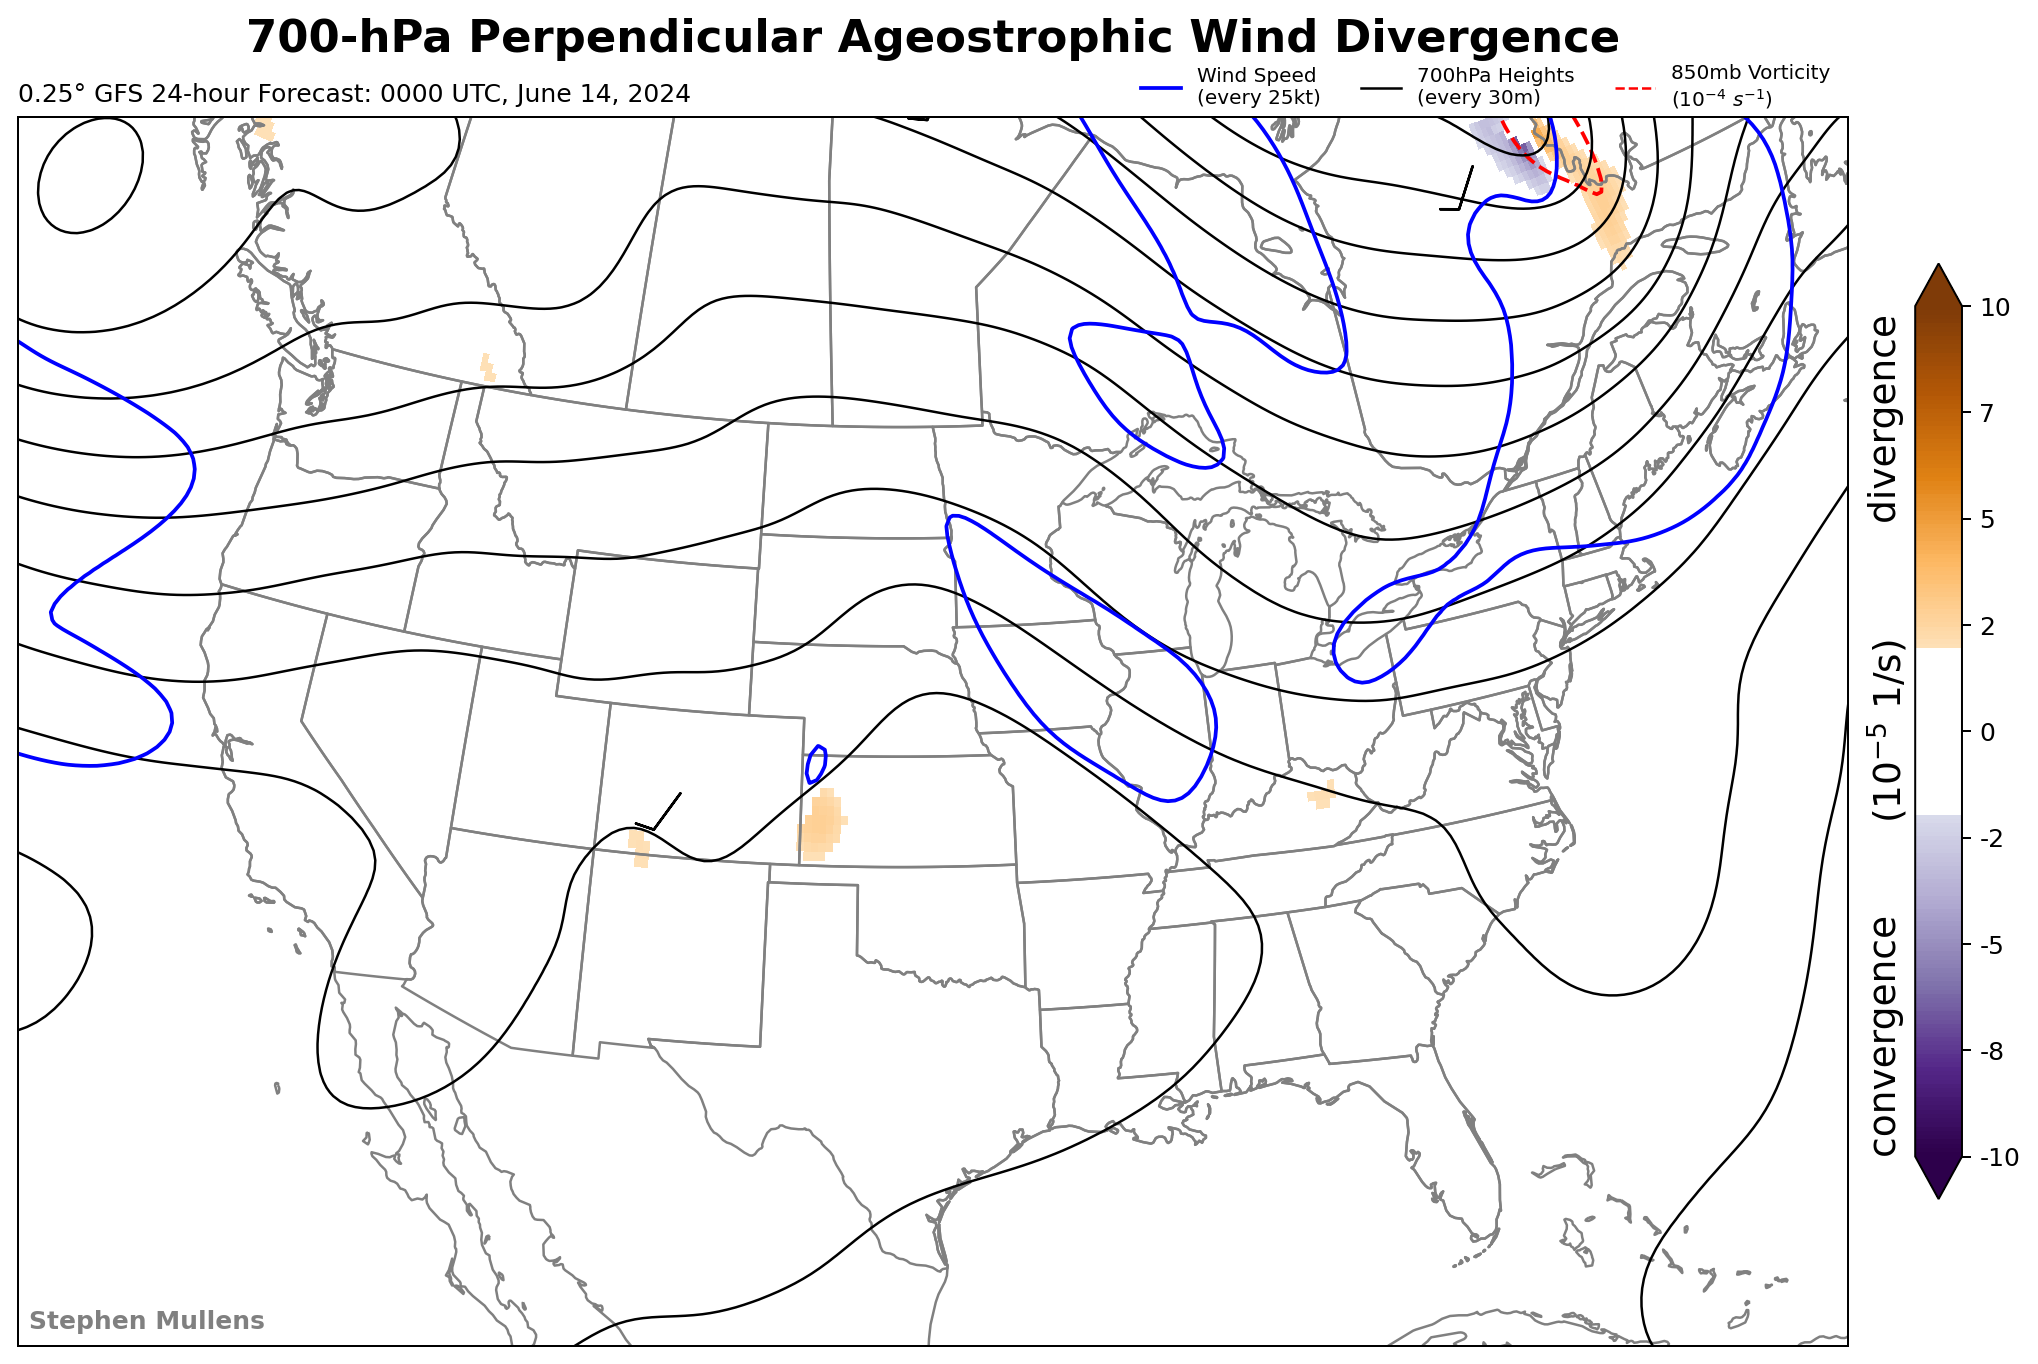 700-hPa Perpendicular Ageostrophic Wind Divergence
0.25° GFS 24-hour Forecast: 0000 UTC, June 14, 2024
Wind Speed
(every 25kt)
700hPa Heights
(every 30m)
850mb Vorticity
(10⁻⁴ s⁻¹)
10
7
5
2
0
-2
-5
-8
-10
convergence (10⁻⁵ 1/s) divergence
Stephen Mullens